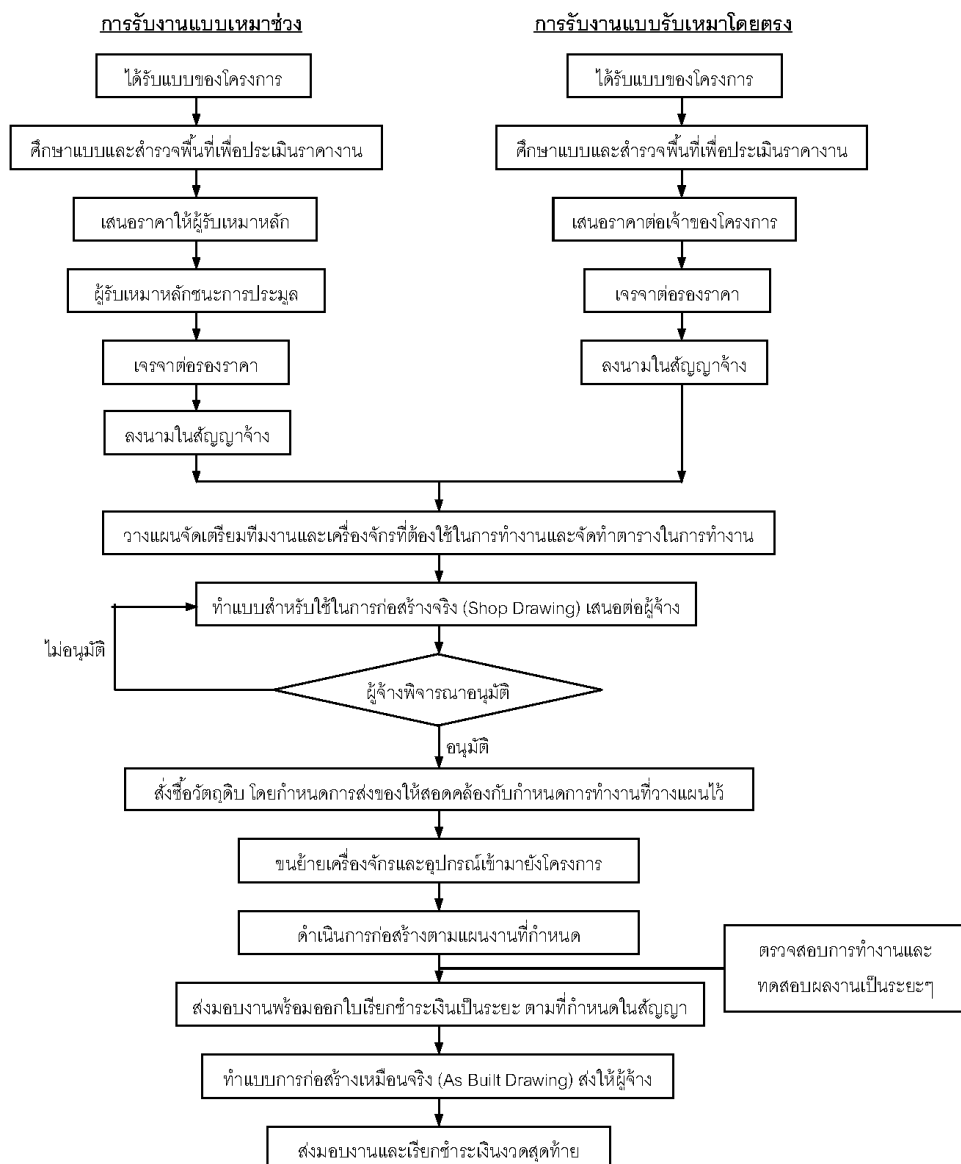 การรับงานแบบเหมาช่วง
ได้รับแบบของโครงการ
ศึกษาแบบและสำรวจพื้นที่เพื่อประเมินราคางาน
เสนอราคาให้ผู้รับเหมาหลัก
ผู้รับเหมาหลักชนะการประมูล
เจรจาต่อรองราคา
ลงนามในสัญญาจ้าง
การรับงานแบบรับเหมาโดยตรง
ได้รับแบบของโครงการ
ศึกษาแบบและสำรวจพื้นที่เพื่อประเมินราคางาน
เสนอราคาต่อเจ้าของโครงการ
เจรจาต่อรองราคา
ลงนามในสัญญาจ้าง
วางแผนจัดเตรียมทีมงานและเครื่องจักรที่ต้องใช้ในการทำงานและจัดทำตารางในการทำงาน
ทำแบบสำหรับใช้ในการก่อสร้างจริง (Shop Drawing) เสนอต่อผู้จ้าง
ไม่อนุมัติ
ผู้จ้างพิจารณาอนุมัติ
อนุมัติ
สั่งซื้อวัตถุดิบ โดยกำหนดการส่งของให้สอดคล้องกับกำหนดการทำงานที่วางแผนไว้
ขนย้ายเครื่องจักรและอุปกรณ์เข้ามายังโครงการ
ดำเนินการก่อสร้างตามแผนงานที่กำหนด
ตรวจสอบการทำงานและ
ทดสอบผลงานเป็นระยะๆ
ส่งมอบงานพร้อมออกใบเรียกชำระเงินเป็นระยะ ตามที่กำหนดในสัญญา
ทำแบบการก่อสร้างเหมือนจริง (As Built Drawing) ส่งให้ผู้จ้าง
ส่งมอบงานและเรียกชำระเงินงวดสุดท้าย